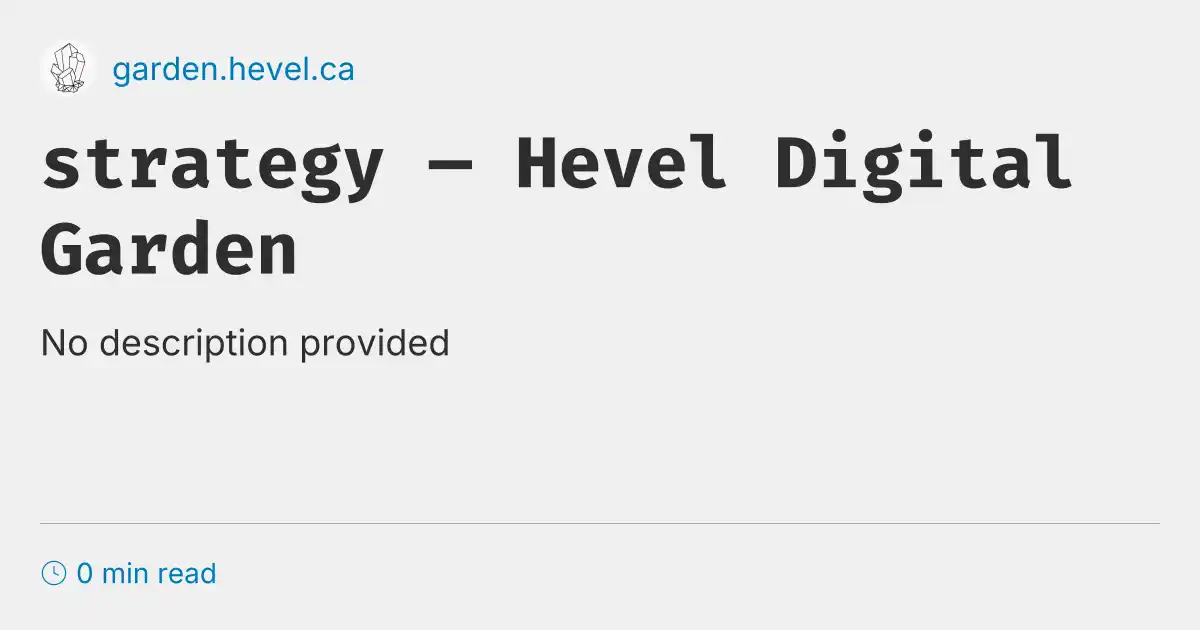 garden.hevel.ca
strategy — Hevel Digital
Garden
No description provided
0 min read